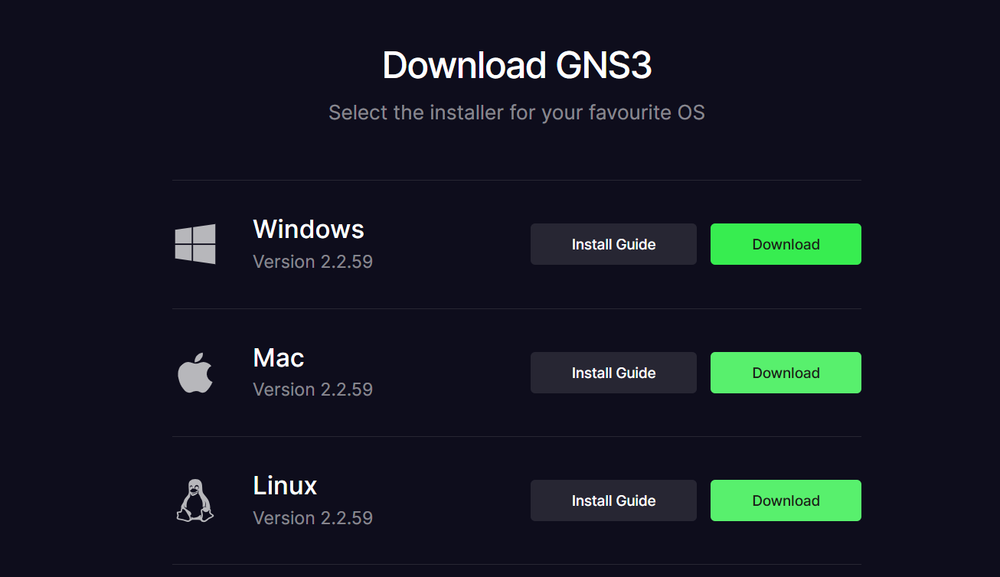 Download GNS3
Select the installer for your favourite OS
Windows
Version 2.2.59
Install Guide
Download
Mac
Version 2.2.59
Install Guide
Download
Linux
Version 2.2.59
Install Guide
Download